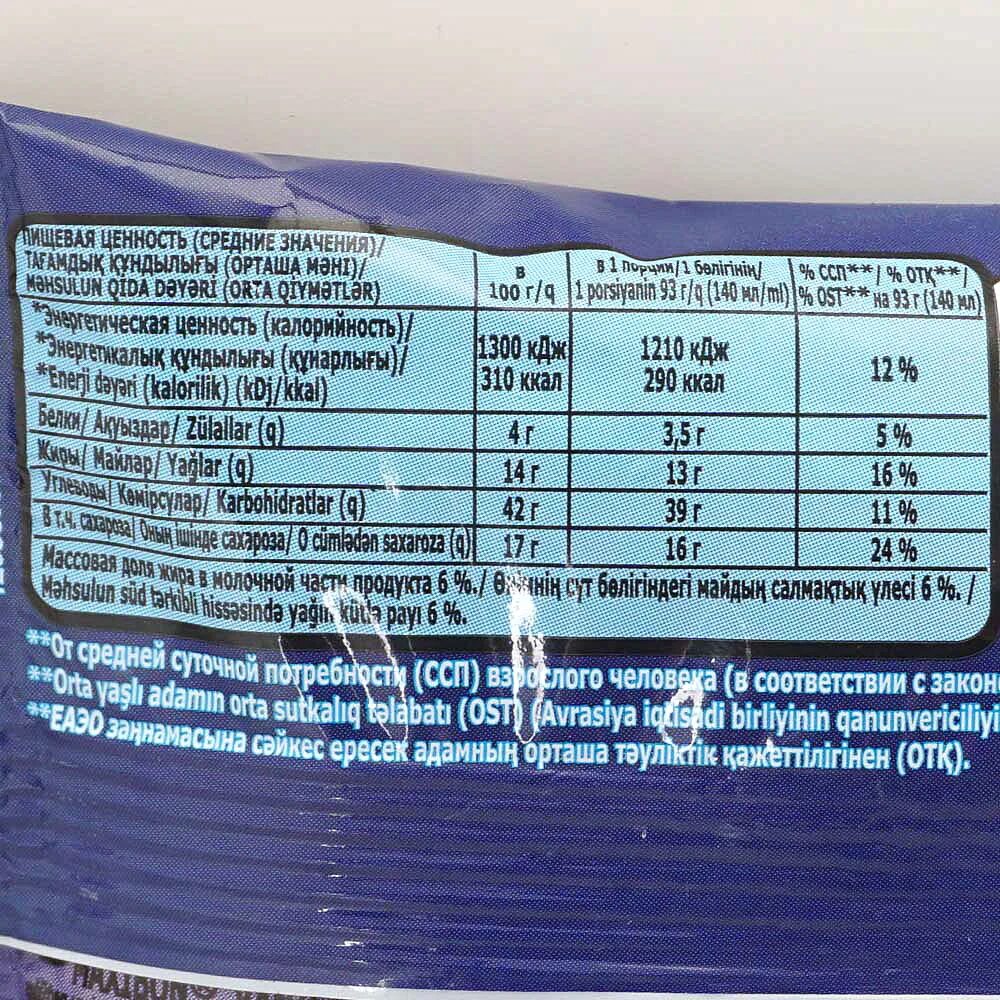 ПИЩЕВАЯ ЦЕННОСТЬ (СРЕДНИЕ ЗНАЧЕНИЯ)/
ТАҒАМДЫҚ ҚҰНДЫЛЫҒЫ (ОРТАША МӘНІ)/
MƏHSULUN QİDA DƏYƏRİ (ORTA QİYMƏTLƏR)
в 100 г/q
в 1 порции/1 бөлігінің/
1 porsiyanin 93 г/q (140 мл/ml)
% ССП**/ % ОТҚ**/
% OST** на 93 г (140 мл)
*Энергетическая ценность (калорийность)/
*Энергетикалық құндылығы (құнарлығы)/
*Enerji dəyəri (kalorilik) (kDj/kkal)
1300 кДж 1210 кДж 12 %
310 ккал 290 ккал
Белки/ Ақуыздар/ Zülallar (q) 4 г 3,5 г 5 %
Жиры/ Майлар/ Yağlar (q) 14 г 13 г 16 %
Углеводы/ Көмірсулар/ Karbohidratlar (q) 42 г 39 г 11 %
В т.ч. сахароза/ Оның ішінде сахароза/ O cümlədən saxaroza (q) 17 г 16 г 24 %
Массовая доля жира в молочной части продукта 6 %./ Өнімнің сүт бөлігіндегі майдың салмақтық үлесі 6 %. /
Məhsulun süd tərkibli hissəsində yağın kütlə payı 6 %.
**От средней суточной потребности (ССП) взрослого человека (в соответствии с законо
**Orta yaşlı adamın orta sutkalıq tələbatı (OST) (Avrasiya iqtisadi birliyinin qanunvericiliyi
**ЕАЭО заңнамасына сәйкес ересек адамның орташа тәуліктік қажеттілігінен (ОТҚ).
MAXIBON